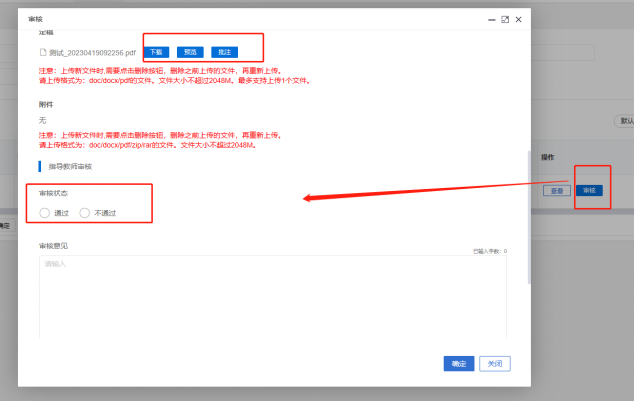 审核
定稿
测试_20230419092256.pdf 下载 预览 批注
注意：上传新文件时,需要点击删除按钮，删除之前上传的文件，再重新上传。
请上传格式为：doc/docx/pdf的文件。文件大小不超过2048M。最多支持上传1个文件。
附件
无
注意：上传新文件时,需要点击删除按钮，删除之前上传的文件，再重新上传。
请上传格式为：doc/docx/pdf/zip/rar的文件。文件大小不超过2048M。
指导教师审核
审核状态
通过 不通过
审核意见
已输入字数：0
请输入
确定 关闭
默认
操作
查看 审核
确定